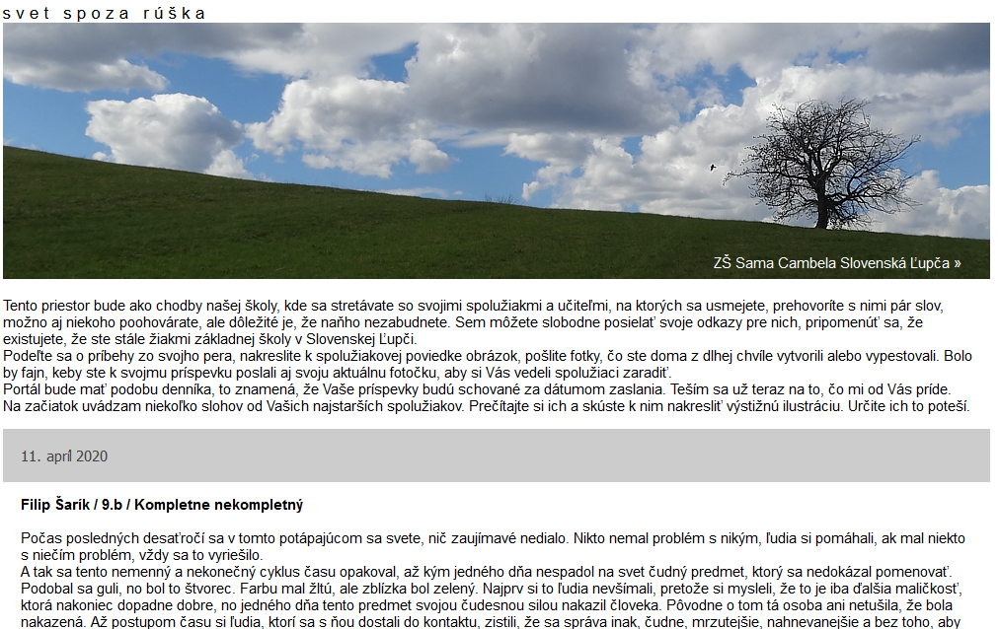 svet spoza rúška
ZŠ Sama Cambela Slovenská Ľupča »
Tento priestor bude ako chodby našej školy, kde sa stretávate so svojimi spolužiakmi a učiteľmi, na ktorých sa usmejete, prehovoríte s nimi pár slov,
možno aj niekoho poohovárate, ale dôležité je, že naňho nezabudnete. Sem môžete slobodne posielať svoje odkazy pre nich, pripomenúť sa, že
existujete, že ste stále žiakmi základnej školy v Slovenskej Ľupči.
Podeľte sa o príbehy zo svojho pera, nakreslite k spolužiakovej poviedke obrázok, pošlite fotky, čo ste doma z dlhej chvíle vytvorili alebo vypestovali. Bolo
by fajn, keby ste k svojmu príspevku poslali aj svoju aktuálnu fotočku, aby si Vás vedeli spolužiaci zaradiť.
Portál bude mať podobu denníka, to znamená, že Vaše príspevky budú schované za dátumom zaslania. Teším sa už teraz na to, čo mi od Vás príde.
Na začiatok uvádzam niekoľko slohov od Vašich najstarších spolužiakov. Prečítajte si ich a skúste k nim nakresliť výstižnú ilustráciu. Určite ich to poteší.
11. apríl 2020
Filip Šarík / 9.b / Kompletne nekompletný
Počas posledných desaťročí sa v tomto potápajúcom sa svete, nič zaujímavé nedialo. Nikto nemal problém s nikým, ľudia si pomáhali, ak mal niekto
s niečím problém, vždy sa to vyriešilo.
A tak sa tento nemenný a nekonečný cyklus času opakoval, až kým jedného dňa nespadol na svet čudný predmet, ktorý sa nedokázal pomenovať.
Podobal sa guli, no bol to štvorec. Farbu mal žltú, ale zblízka bol zelený. Najprv si to ľudia nevšímali, pretože si mysleli, že to je iba ďalšia maličkosť,
ktorá nakoniec dopadne dobre, no jedného dňa tento predmet svojou čudesnou silou nakazil človeka. Pôvodne o tom tá osoba ani netušila, že bola
nakazená. Až postupom času si ľudia, ktorí sa s ňou dostali do kontaktu, zistili, že sa správa inak, čudne, mrzutejšie, nahnevanejšie a bez toho, aby